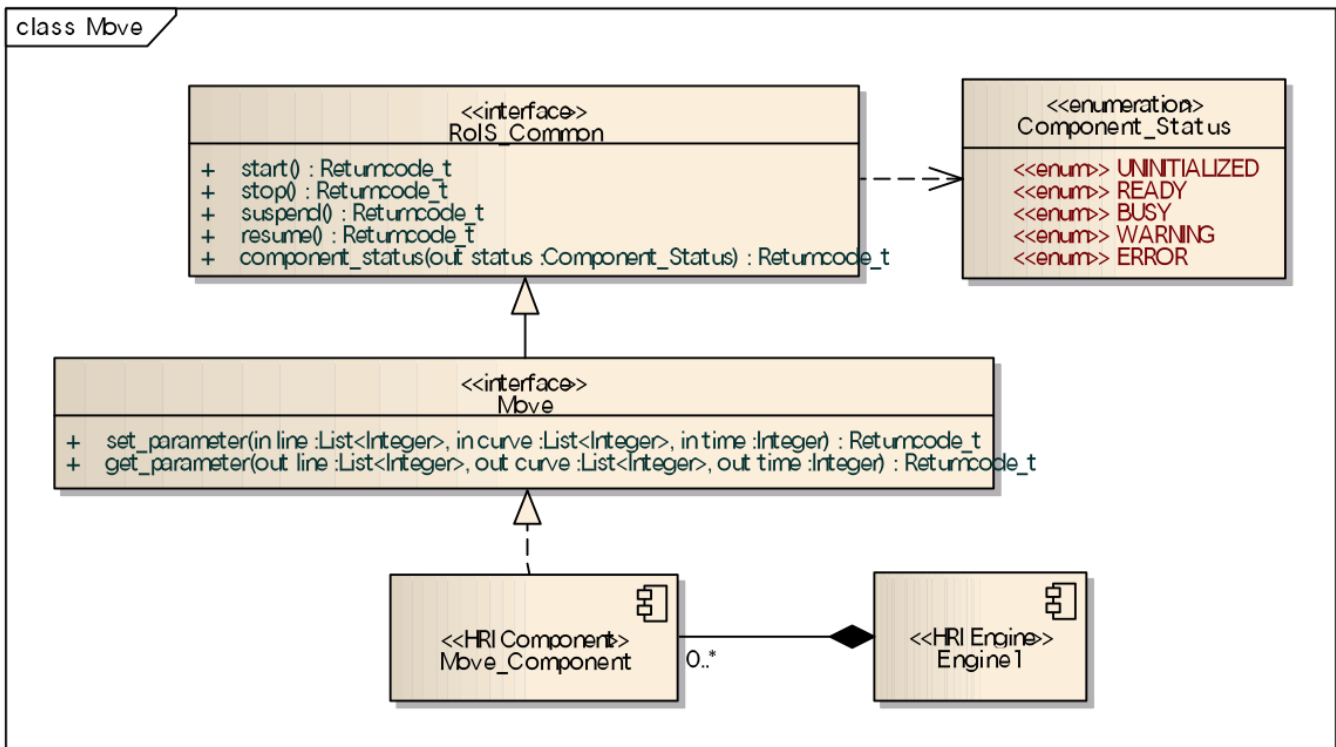 class Move
<<interface>>
RoIS_Common
+ start() : Returncode_t
+ stop() : Returncode_t
+ suspend() : Returncode_t
+ resume() : Returncode_t
+ component_status(out status :Component_Status) : Returncode_t
<<enumeration>>
Component_Status
<<enum>> UNINITIALIZED
<<enum>> READY
<<enum>> BUSY
<<enum>> WARNING
<<enum>> ERROR
<<interface>>
Move
+ set_parameter(in line :List<Integer>, in curve :List<Integer>, in time :Integer) : Returncode_t
+ get_parameter(out line :List<Integer>, out curve :List<Integer>, out time :Integer) : Returncode_t
<<HRI Component>>
Move_Component
0..*
<<HRI Engine>>
Engine1